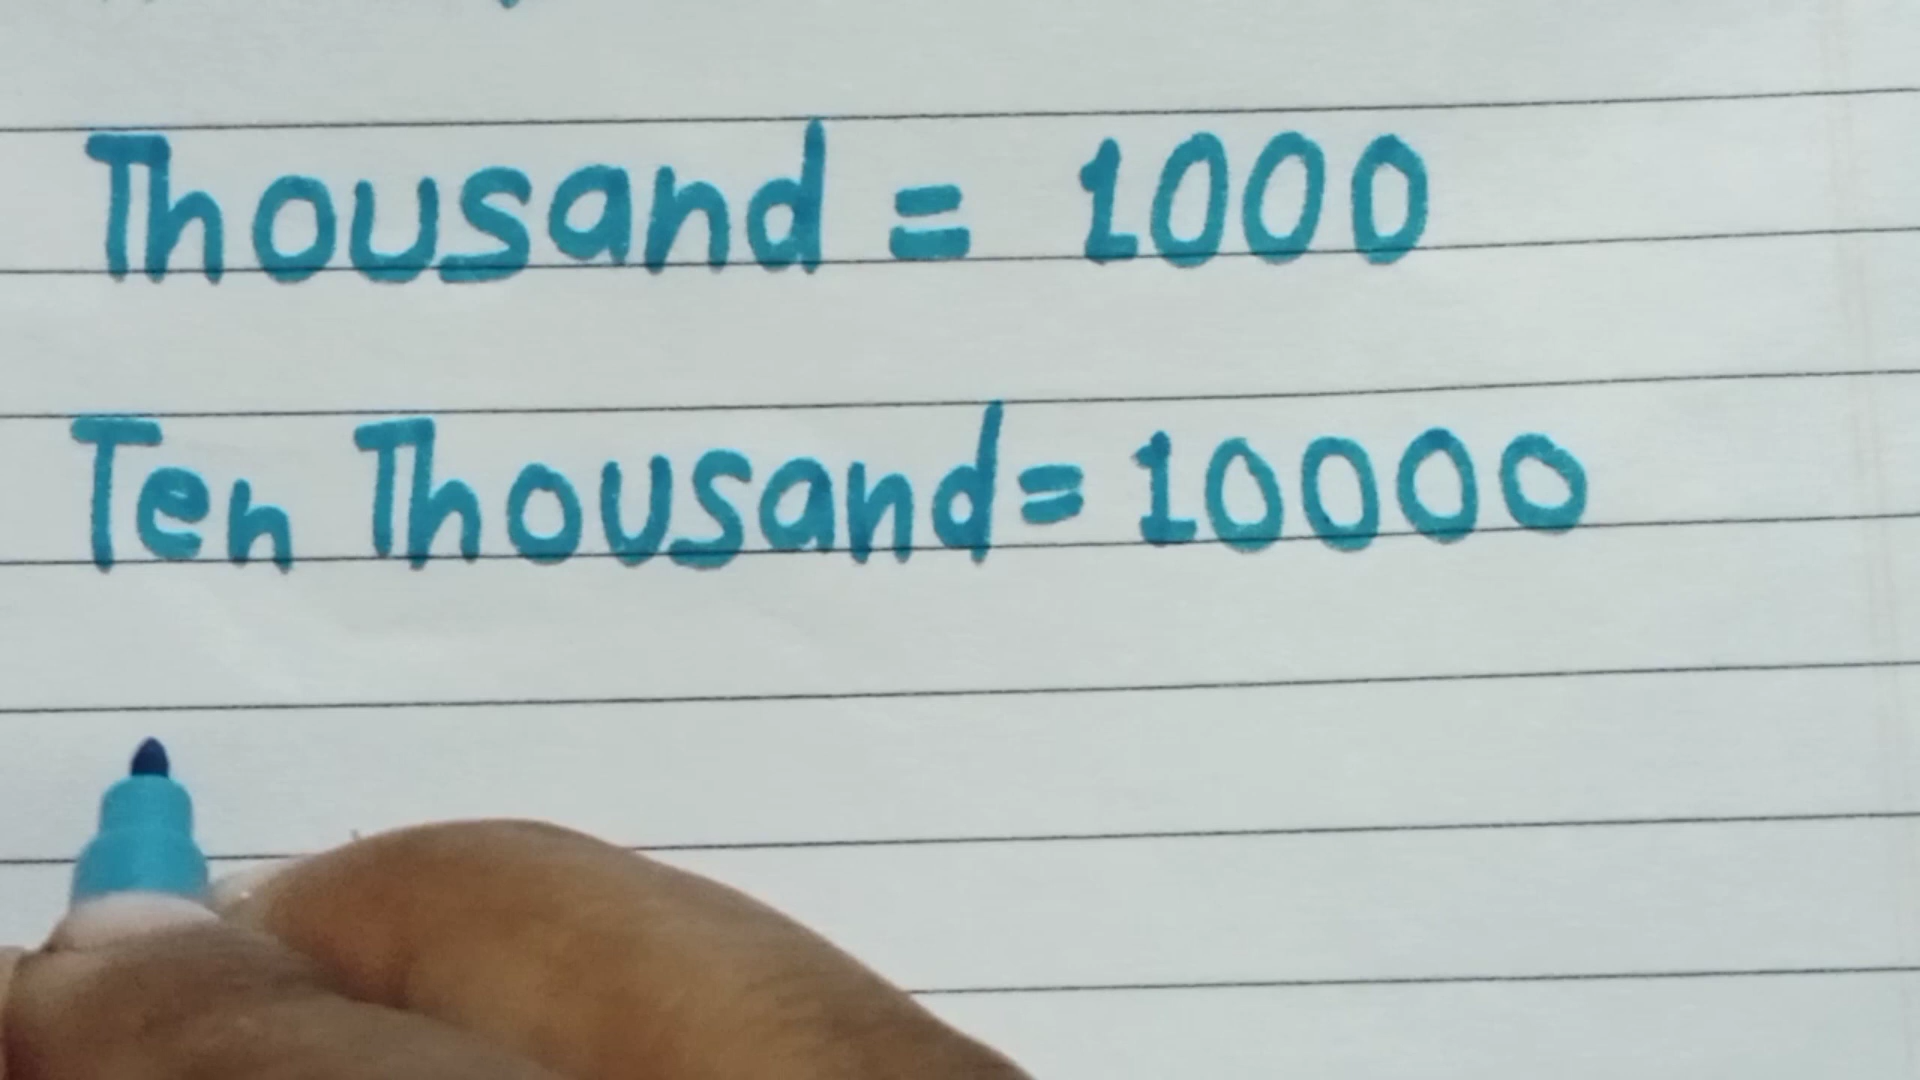 Thousand = 1000
Ten Thousand = 10000